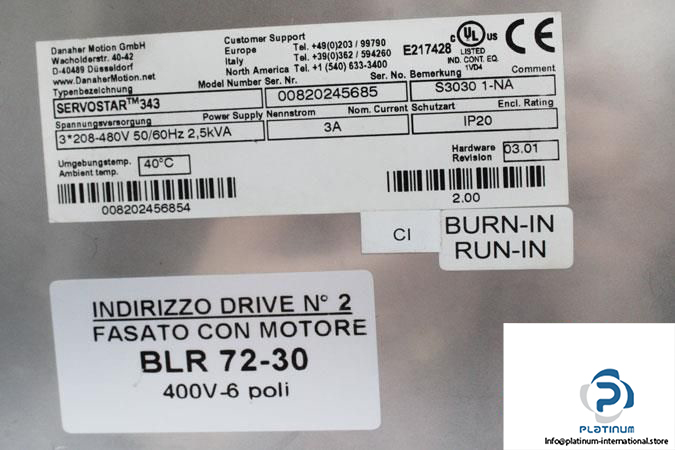 Danaher Motion GmbH
Wacholderstr. 40-42
D-40489 Düsseldorf
www.DanaherMotion.net
Customer Support
Europe Tel. +49(0)203 / 99790
Italy Tel. +39(0)362 / 594260
North America Tel. +1 (540) 633-3400
E217428
c UL us
LISTED
IND. CONT. EQ.
1VD4
CE
Typenbezeichnung Model Number Ser. Nr. Ser. No. Bemerkung Comment
SERVOSTAR™343 00820245685 S3030 1-NA
Spannungsversorgung Power Supply Nennstrom Nom. Current Schutzart Encl. Rating
3*208-480V 50/60Hz 2,5kVA 3A IP20
Umgebungstemp.
Ambient temp.
40°C
Hardware
Revision
03.01
008202456854
2.00
CI
BURN-IN
RUN-IN
INDIRIZZO DRIVE N° 2
FASATO CON MOTORE
BLR 72-30
400V-6 poli
PLATINUM
Info@platinum-international.store